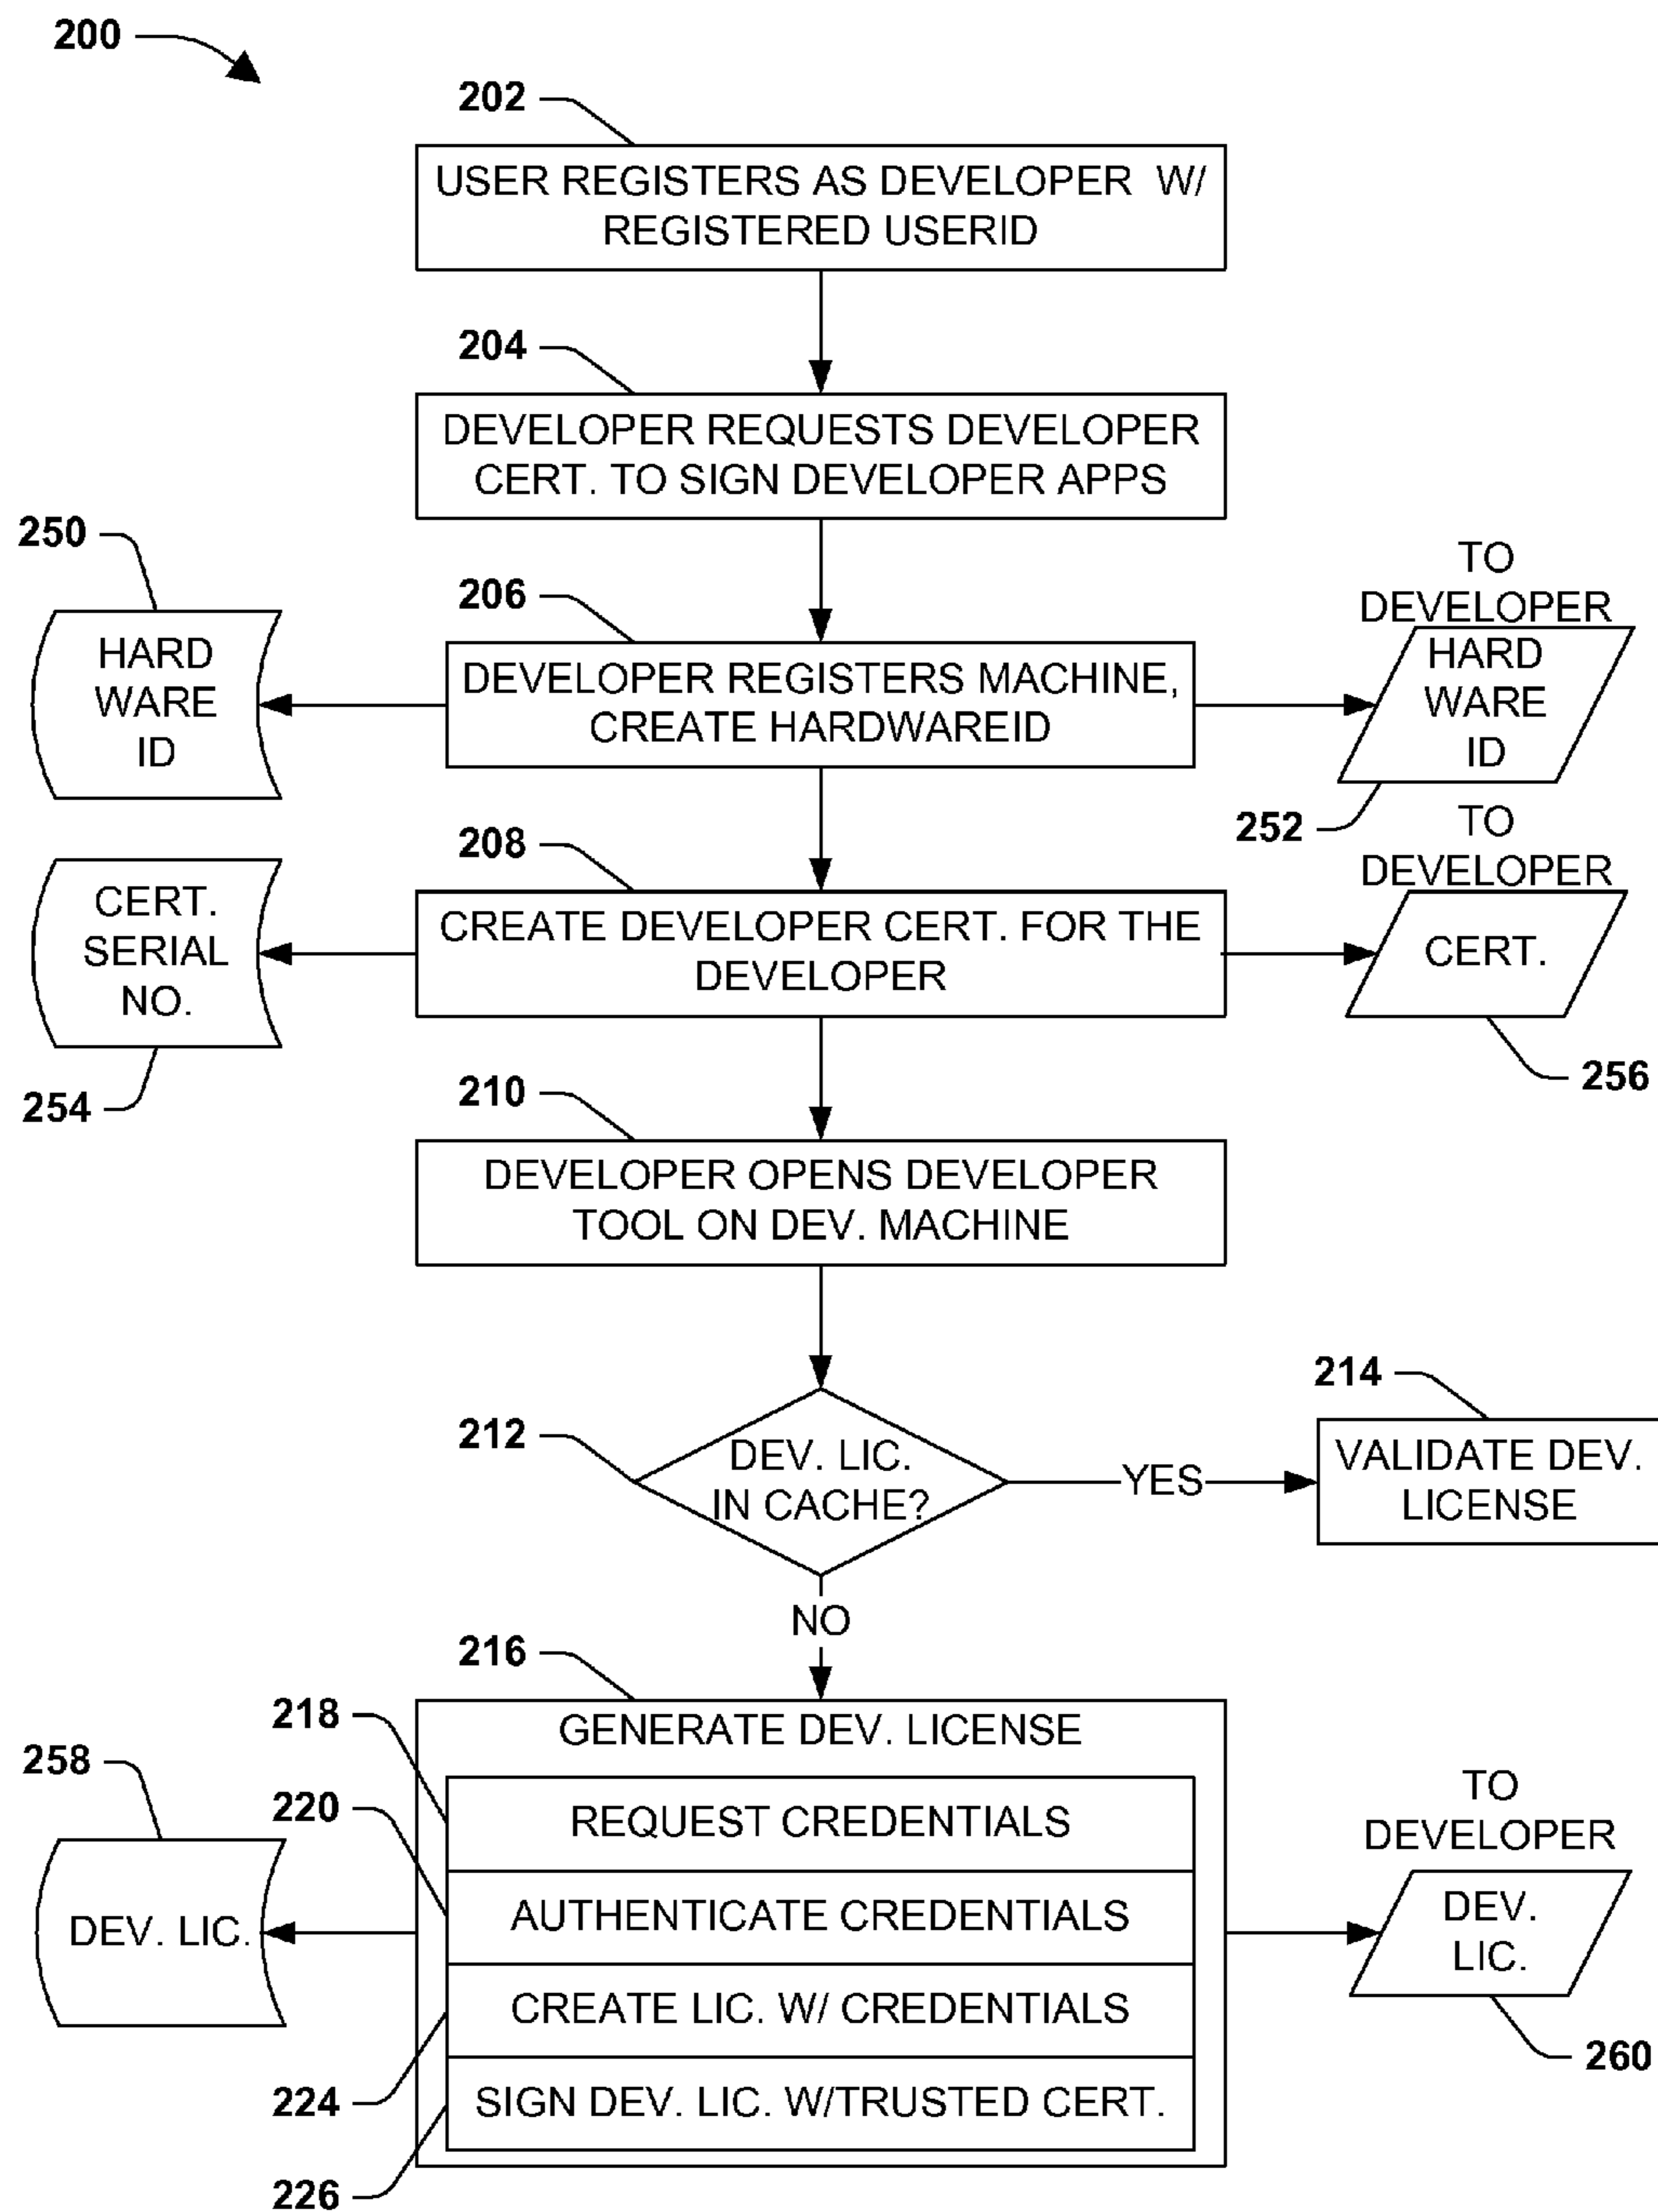 200
202
USER REGISTERS AS DEVELOPER W/
REGISTERED USERID
204
DEVELOPER REQUESTS DEVELOPER
CERT. TO SIGN DEVELOPER APPS
250
HARD
WARE
ID
206
DEVELOPER REGISTERS MACHINE,
CREATE HARDWAREID
TO
DEVELOPER
HARD
WARE
ID
252
208
CERT.
SERIAL
NO.
254
CREATE DEVELOPER CERT. FOR THE
DEVELOPER
TO
DEVELOPER
CERT.
256
210
DEVELOPER OPENS DEVELOPER
TOOL ON DEV. MACHINE
212
DEV. LIC.
IN CACHE?
YES
214
VALIDATE DEV.
LICENSE
NO
216
GENERATE DEV. LICENSE
218
REQUEST CREDENTIALS
220
AUTHENTICATE CREDENTIALS
224
CREATE LIC. W/ CREDENTIALS
226
SIGN DEV. LIC. W/TRUSTED CERT.
258
DEV. LIC.
TO
DEVELOPER
DEV.
LIC.
260